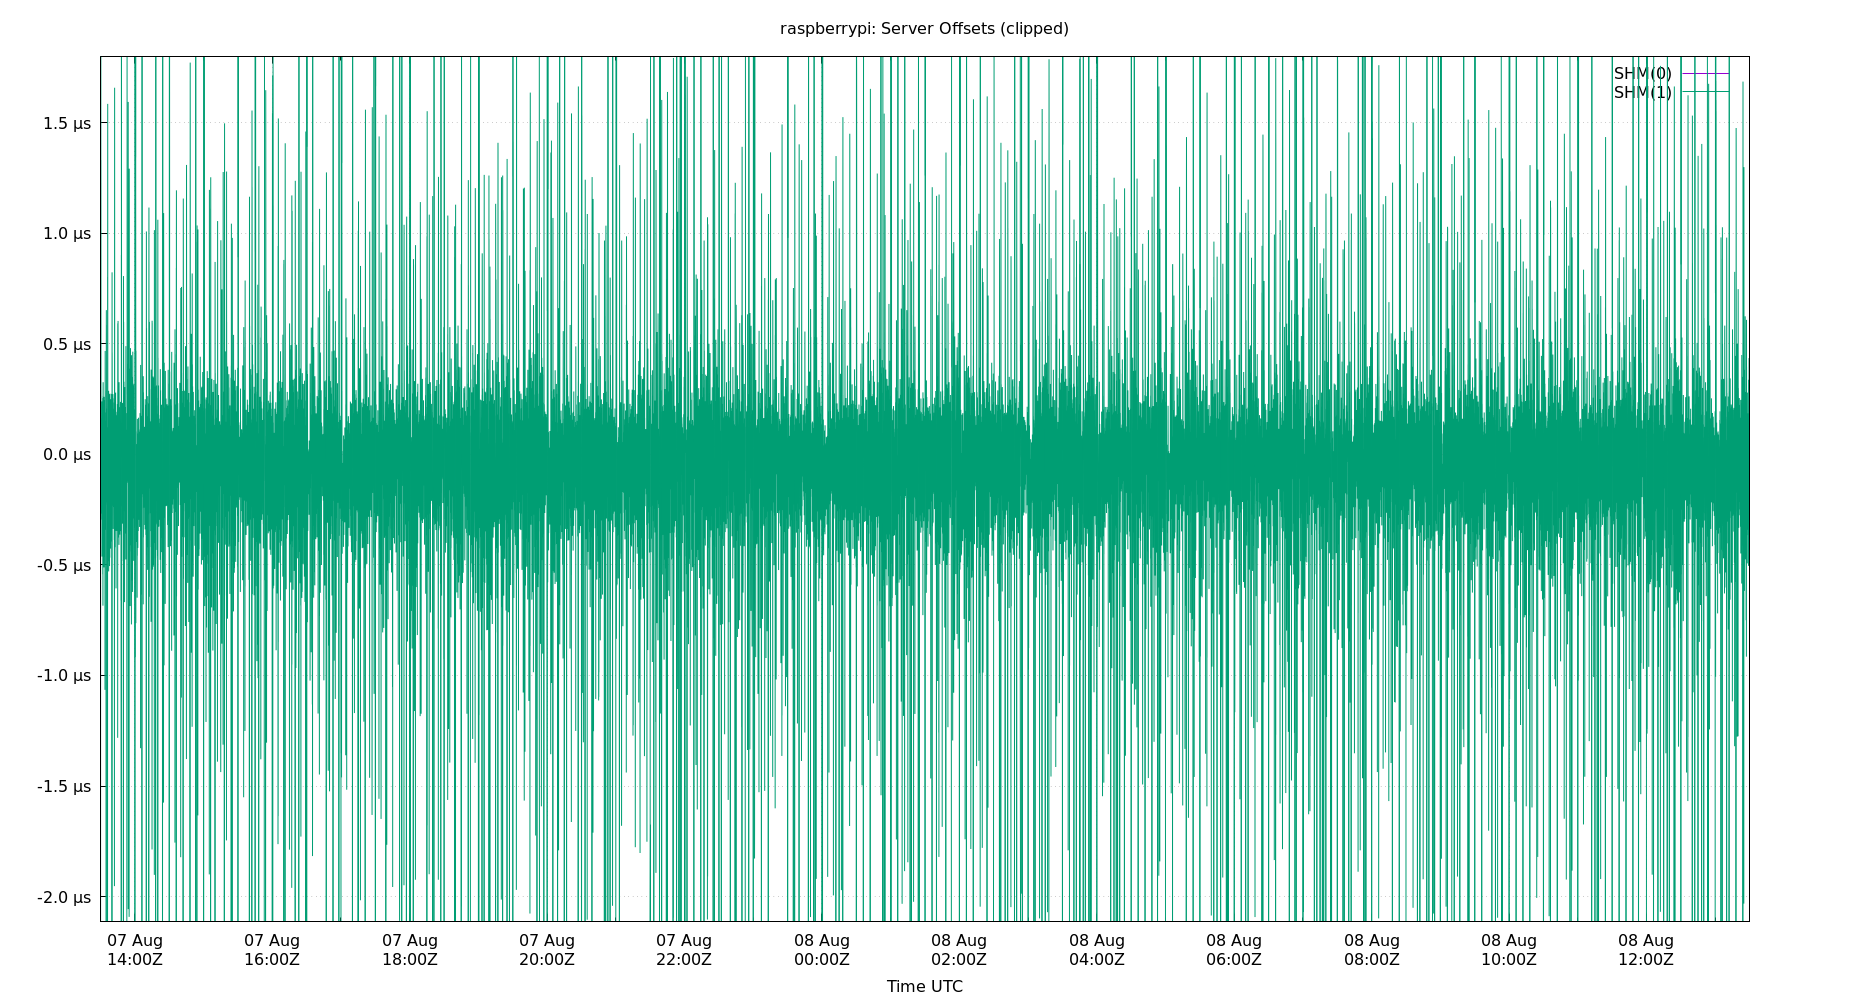 raspberrypi: Server Offsets (clipped)
SHM(0)
SHM(1)
1.5 µs
1.0 µs
0.5 µs
0.0 µs
-0.5 µs
-1.0 µs
-1.5 µs
-2.0 µs
07 Aug 07 Aug 07 Aug 07 Aug 07 Aug 08 Aug 08 Aug 08 Aug 08 Aug 08 Aug 08 Aug 08 Aug
14:00Z 16:00Z 18:00Z 20:00Z 22:00Z 00:00Z 02:00Z 04:00Z 06:00Z 08:00Z 10:00Z 12:00Z
Time UTC